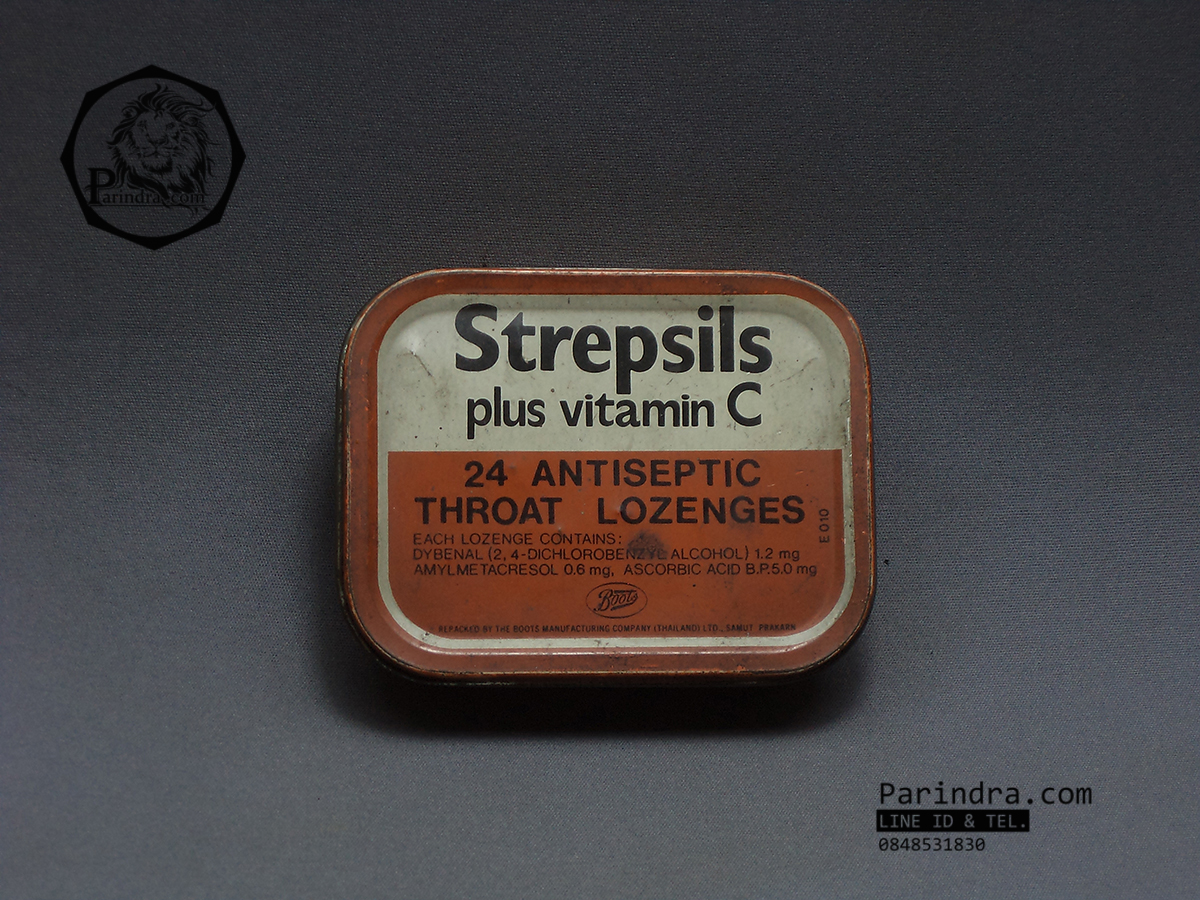 Parindra.com
Strepsils
plus vitamin C
24 ANTISEPTIC
THROAT LOZENGES
EACH LOZENGE CONTAINS:
DYBENAL (2, 4-DICHLOROBENZYL ALCOHOL) 1.2 mg
AMYLMETACRESOL 0.6 mg, ASCORBIC ACID B.P. 5.0 mg
E 010
Boots
REPACKED BY THE BOOTS MANUFACTURING COMPANY (THAILAND) LTD., SAMUT PRAKARN
Parindra.com
LINE ID & TEL.
0848531830